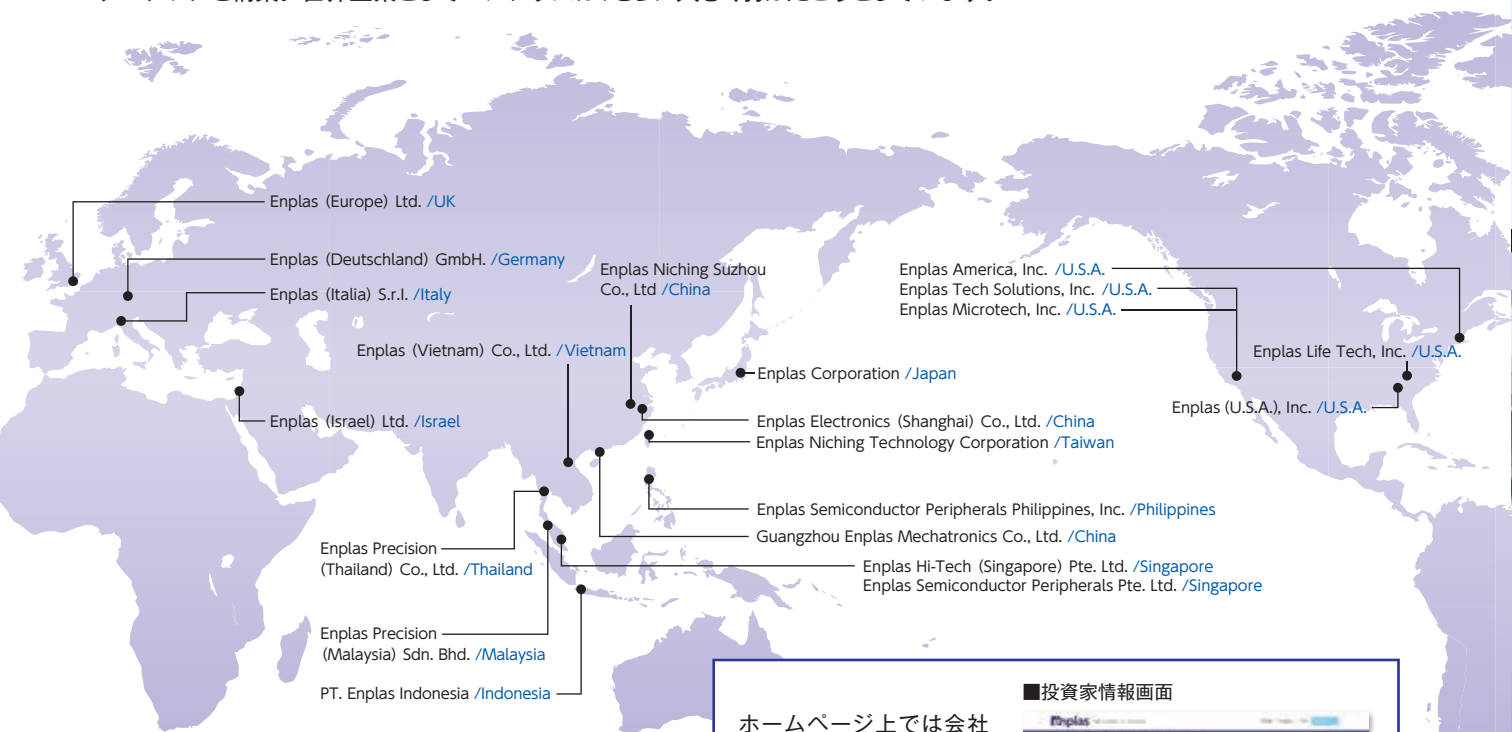 Enplas (Europe) Ltd. /UK
Enplas (Deutschland) GmbH. /Germany
Enplas (Italia) S.r.l. /Italy
Enplas Niching Suzhou
Co., Ltd /China
Enplas (Vietnam) Co., Ltd. /Vietnam
Enplas (Israel) Ltd. /Israel
Enplas America, Inc. /U.S.A.
Enplas Tech Solutions, Inc. /U.S.A.
Enplas Microtech, Inc. /U.S.A.
Enplas Life Tech, Inc. /U.S.A.
Enplas (U.S.A.), Inc. /U.S.A.
Enplas Corporation /Japan
Enplas Electronics (Shanghai) Co., Ltd. /China
Enplas Niching Technology Corporation /Taiwan
Enplas Semiconductor Peripherals Philippines, Inc. /Philippines
Guangzhou Enplas Mechatronics Co., Ltd. /China
Enplas Hi-Tech (Singapore) Pte. Ltd. /Singapore
Enplas Semiconductor Peripherals Pte. Ltd. /Singapore
Enplas Precision
(Thailand) Co., Ltd. /Thailand
Enplas Precision
(Malaysia) Sdn. Bhd. /Malaysia
PT. Enplas Indonesia /Indonesia
■投資家情報画面
ホームページ上では会社
Enplas